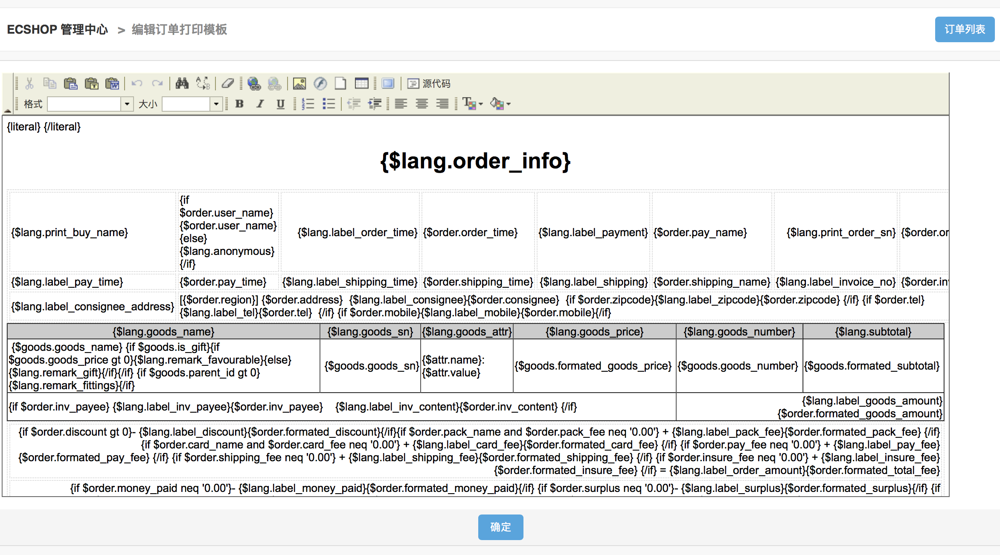 ECSHOP 管理中心 > 编辑订单打印模板
订单列表
源代码
格式 大小 B I U
{literal} {/literal}
{$lang.order_info}
{$lang.print_buy_name}
{if
$order.user_name}
{$order.user_name}
{else}
{$lang.anonymous}
{/if}
{$lang.label_order_time} {$order.order_time} {$lang.label_payment} {$order.pay_name} {$lang.print_order_sn} {$order.or
{$lang.label_pay_time} {$order.pay_time} {$lang.label_shipping_time} {$order.shipping_time} {$lang.label_shipping} {$order.shipping_name} {$lang.label_invoice_no} {$order.in
{$lang.label_consignee_address}
[{$order.region}] {$order.address} {$lang.label_consignee}{$order.consignee} {if $order.zipcode}{$lang.label_zipcode}{$order.zipcode} {/if} {if $order.tel}
{$lang.label_tel}{$order.tel} {/if} {if $order.mobile}{$lang.label_mobile}{$order.mobile}{/if}
{$lang.goods_name} {$lang.goods_sn} {$lang.goods_attr} {$lang.goods_price} {$lang.goods_number} {$lang.subtotal}
{$goods.goods_name} {if $goods.is_gift}{if
$goods.goods_price gt 0}{$lang.remark_favourable}{else}
{$lang.remark_gift}{/if}{/if} {if $goods.parent_id gt 0}
{$lang.remark_fittings}{/if}
{$goods.goods_sn}
{$attr.name}:
{$attr.value}
{$goods.formated_goods_price} {$goods.goods_number} {$goods.formated_subtotal}
{if $order.inv_payee} {$lang.label_inv_payee}{$order.inv_payee} {$lang.label_inv_content}{$order.inv_content} {/if}
{$lang.label_goods_amount}
{$order.formated_goods_amount}
{if $order.discount gt 0}- {$lang.label_discount}{$order.formated_discount}{/if}{if $order.pack_name and $order.pack_fee neq '0.00'} + {$lang.label_pack_fee}{$order.formated_pack_fee} {/if}
{if $order.card_name and $order.card_fee neq '0.00'} + {$lang.label_card_fee}{$order.formated_card_fee} {/if} {if $order.pay_fee neq '0.00'} + {$lang.label_pay_fee}
{$order.formated_pay_fee} {/if} {if $order.shipping_fee neq '0.00'} + {$lang.label_shipping_fee}{$order.formated_shipping_fee} {/if} {if $order.insure_fee neq '0.00'} + {$lang.label_insure_fee}
{$order.formated_insure_fee} {/if} = {$lang.label_order_amount}{$order.formated_total_fee}
{if $order.money_paid neq '0.00'}- {$lang.label_money_paid}{$order.formated_money_paid}{/if} {if $order.surplus neq '0.00'}- {$lang.label_surplus}{$order.formated_surplus}{/if} {if
确定